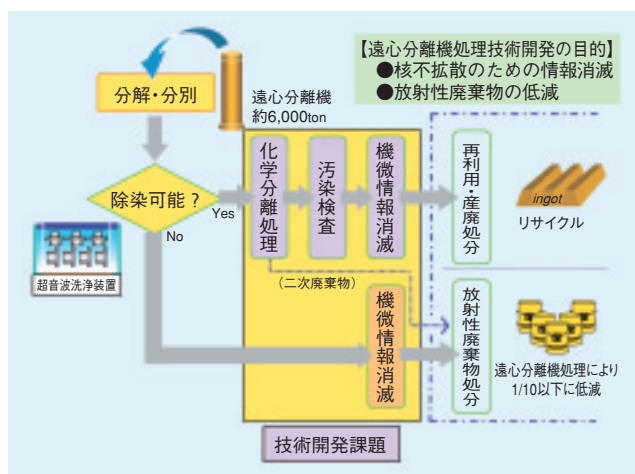 【遠心分離機処理技術開発の目的】
●核不拡散のための情報消滅
●放射性廃棄物の低減
分解・分別
遠心分離機
約6,000ton
除染可能？
Yes
No
化学分離処理
汚染検査
機微情報消滅
再利用・産廃処分
ingot
リサイクル
超音波洗浄装置
（二次廃棄物）
機微情報消滅
放射性廃棄物処分
遠心分離機処理により
1/10以下に低減
技術開発課題